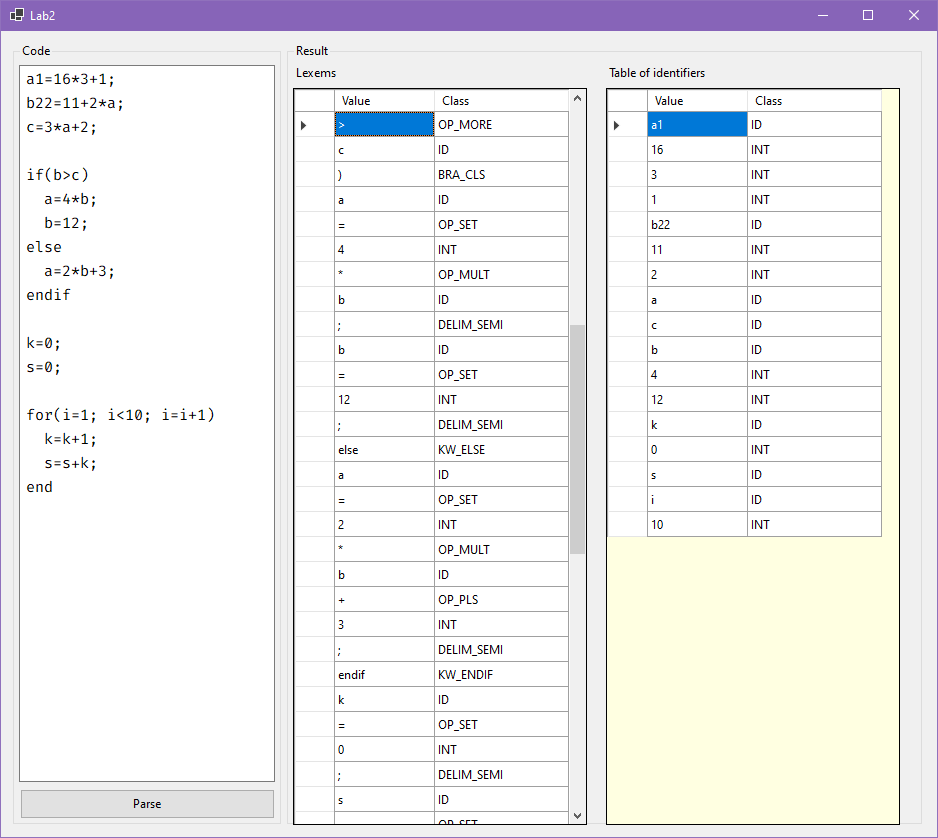 Lab2
Code
a1=16*3+1;
b22=11+2*a;
c=3*a+2;
if(b>c)
a=4*b;
b=12;
else
a=2*b+3;
endif
k=0;
s=0;
for(i=1; i<10; i=i+1)
k=k+1;
s=s+k;
end
Parse
Result
Lexems
Value Class
> OP_MORE
c ID
) BRA_CLS
a ID
= OP_SET
4 INT
* OP_MULT
b ID
; DELIM_SEMI
b ID
= OP_SET
12 INT
; DELIM_SEMI
else KW_ELSE
a ID
= OP_SET
2 INT
* OP_MULT
b ID
+ OP_PLS
3 INT
; DELIM_SEMI
endif KW_ENDIF
k ID
= OP_SET
0 INT
; DELIM_SEMI
s ID
OP_SET
Table of identifiers
Value Class
a1 ID
16 INT
3 INT
1 INT
b22 ID
11 INT
2 INT
a ID
c ID
b ID
4 INT
12 INT
k ID
0 INT
s ID
i ID
10 INT